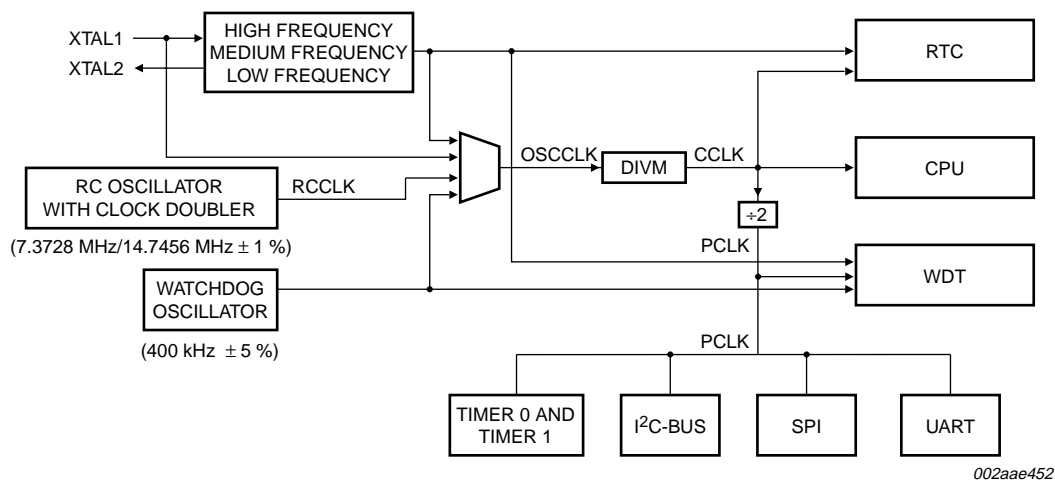 XTAL1
XTAL2
HIGH FREQUENCY
MEDIUM FREQUENCY
LOW FREQUENCY
RTC
OSCCLK
DIVM
CCLK
CPU
RC OSCILLATOR
WITH CLOCK DOUBLER
RCCLK
(7.3728 MHz/14.7456 MHz ± 1 %)
÷2
PCLK
WDT
WATCHDOG
OSCILLATOR
(400 kHz ± 5 %)
PCLK
TIMER 0 AND
TIMER 1
I²C-BUS
SPI
UART
002aae452